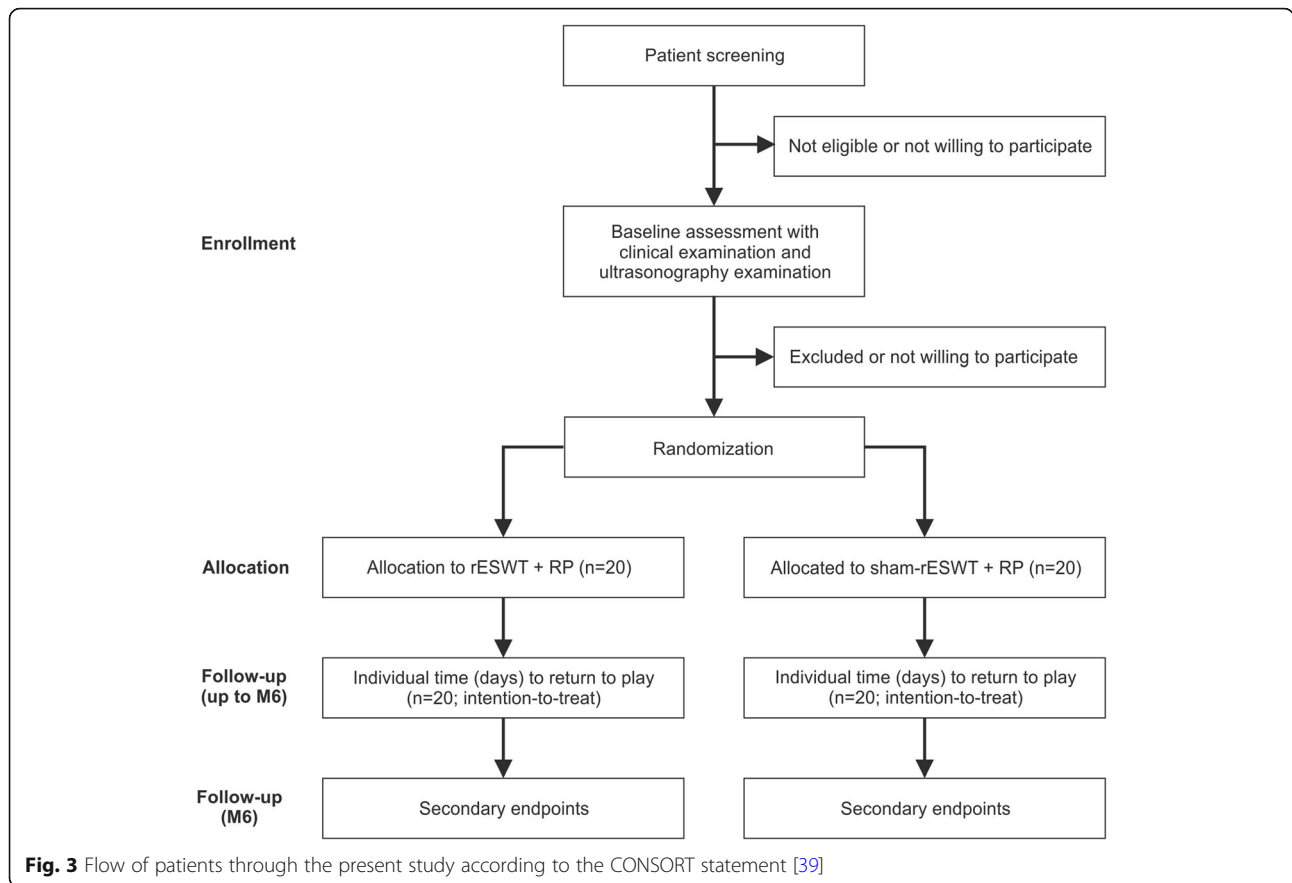 Patient screening
Not eligible or not willing to participate
Enrollment
Baseline assessment with
clinical examination and
ultrasonography examination
Excluded or not willing to participate
Randomization
Allocation
Allocation to rESWT + RP (n=20)
Allocated to sham-rESWT + RP (n=20)
Follow-up
(up to M6)
Individual time (days) to return to play
(n=20; intention-to-treat)
Individual time (days) to return to play
(n=20; intention-to-treat)
Follow-up
(M6)
Secondary endpoints
Secondary endpoints
Fig. 3 Flow of patients through the present study according to the CONSORT statement [39]